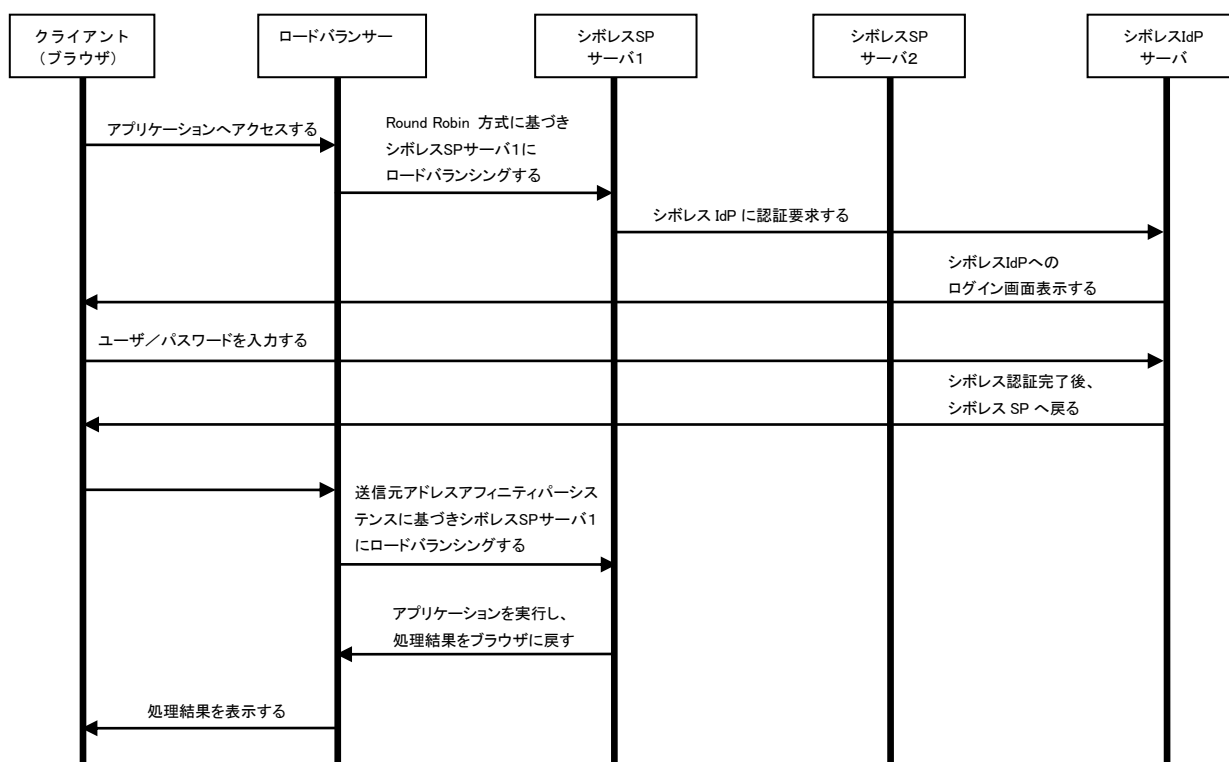 クライアント
(ブラウザ)
ロードバランサー
シボレスSP
サーバ1
シボレスSP
サーバ2
シボレスIdP
サーバ
アプリケーションへアクセスする
Round Robin 方式に基づき
シボレスSPサーバ1に
ロードバランシングする
シボレス IdP に認証要求する
シボレスIdPへの
ログイン画面表示する
ユーザ/パスワードを入力する
シボレス認証完了後、
シボレス SP へ戻る
送信元アドレスアフィニティパーシス
テンスに基づきシボレスSPサーバ1
にロードバランシングする
アプリケーションを実行し、
処理結果をブラウザに戻す
処理結果を表示する